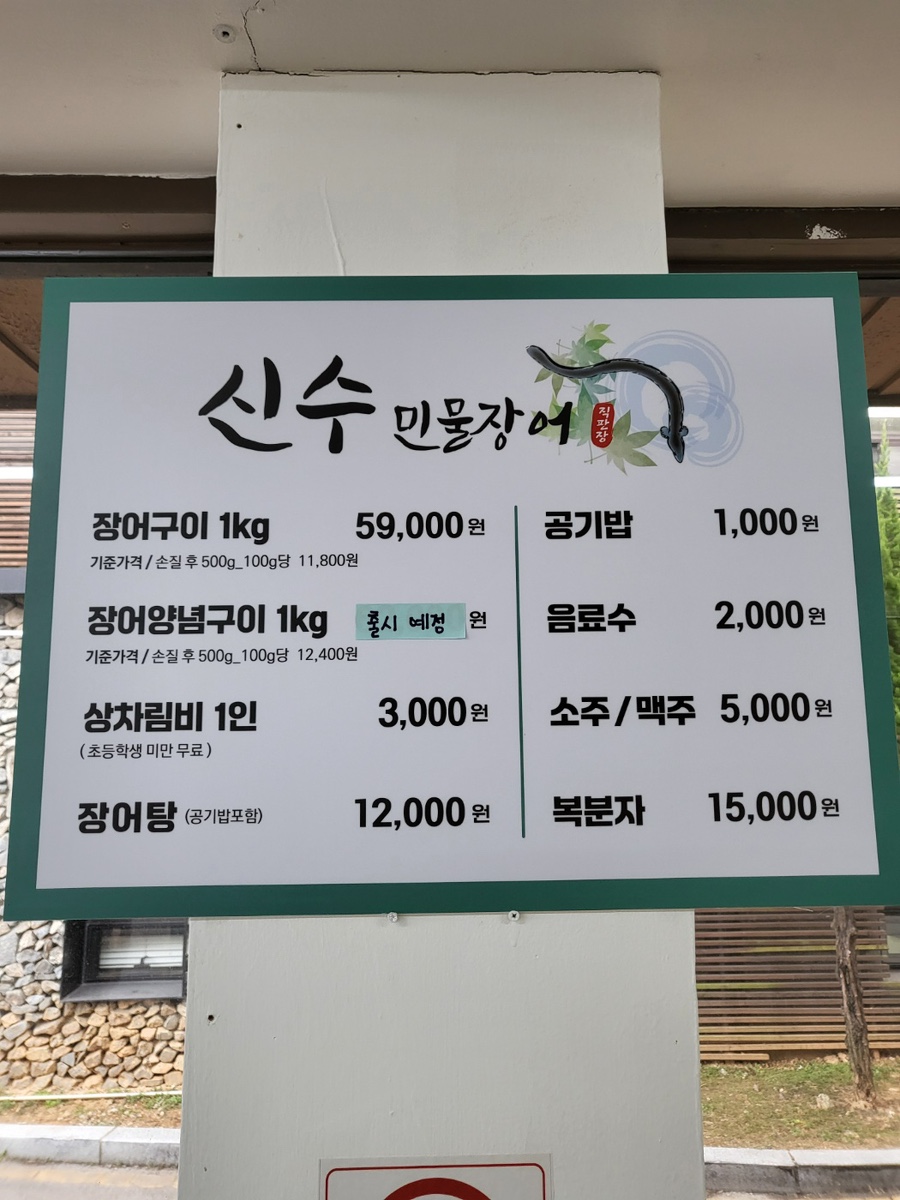 신수 민물장어 직판장
장어구이 1kg 59,000원
기준가격 / 손질 후 500g_100g당 11,800원
장어양념구이 1kg 출시 예정 원
기준가격 / 손질 후 500g_100g당 12,400원
상차림비 1인 3,000원
( 초등학생 미만 무료 )
장어탕 (공기밥포함) 12,000원
공기밥 1,000원
음료수 2,000원
소주 / 맥주 5,000원
복분자 15,000원